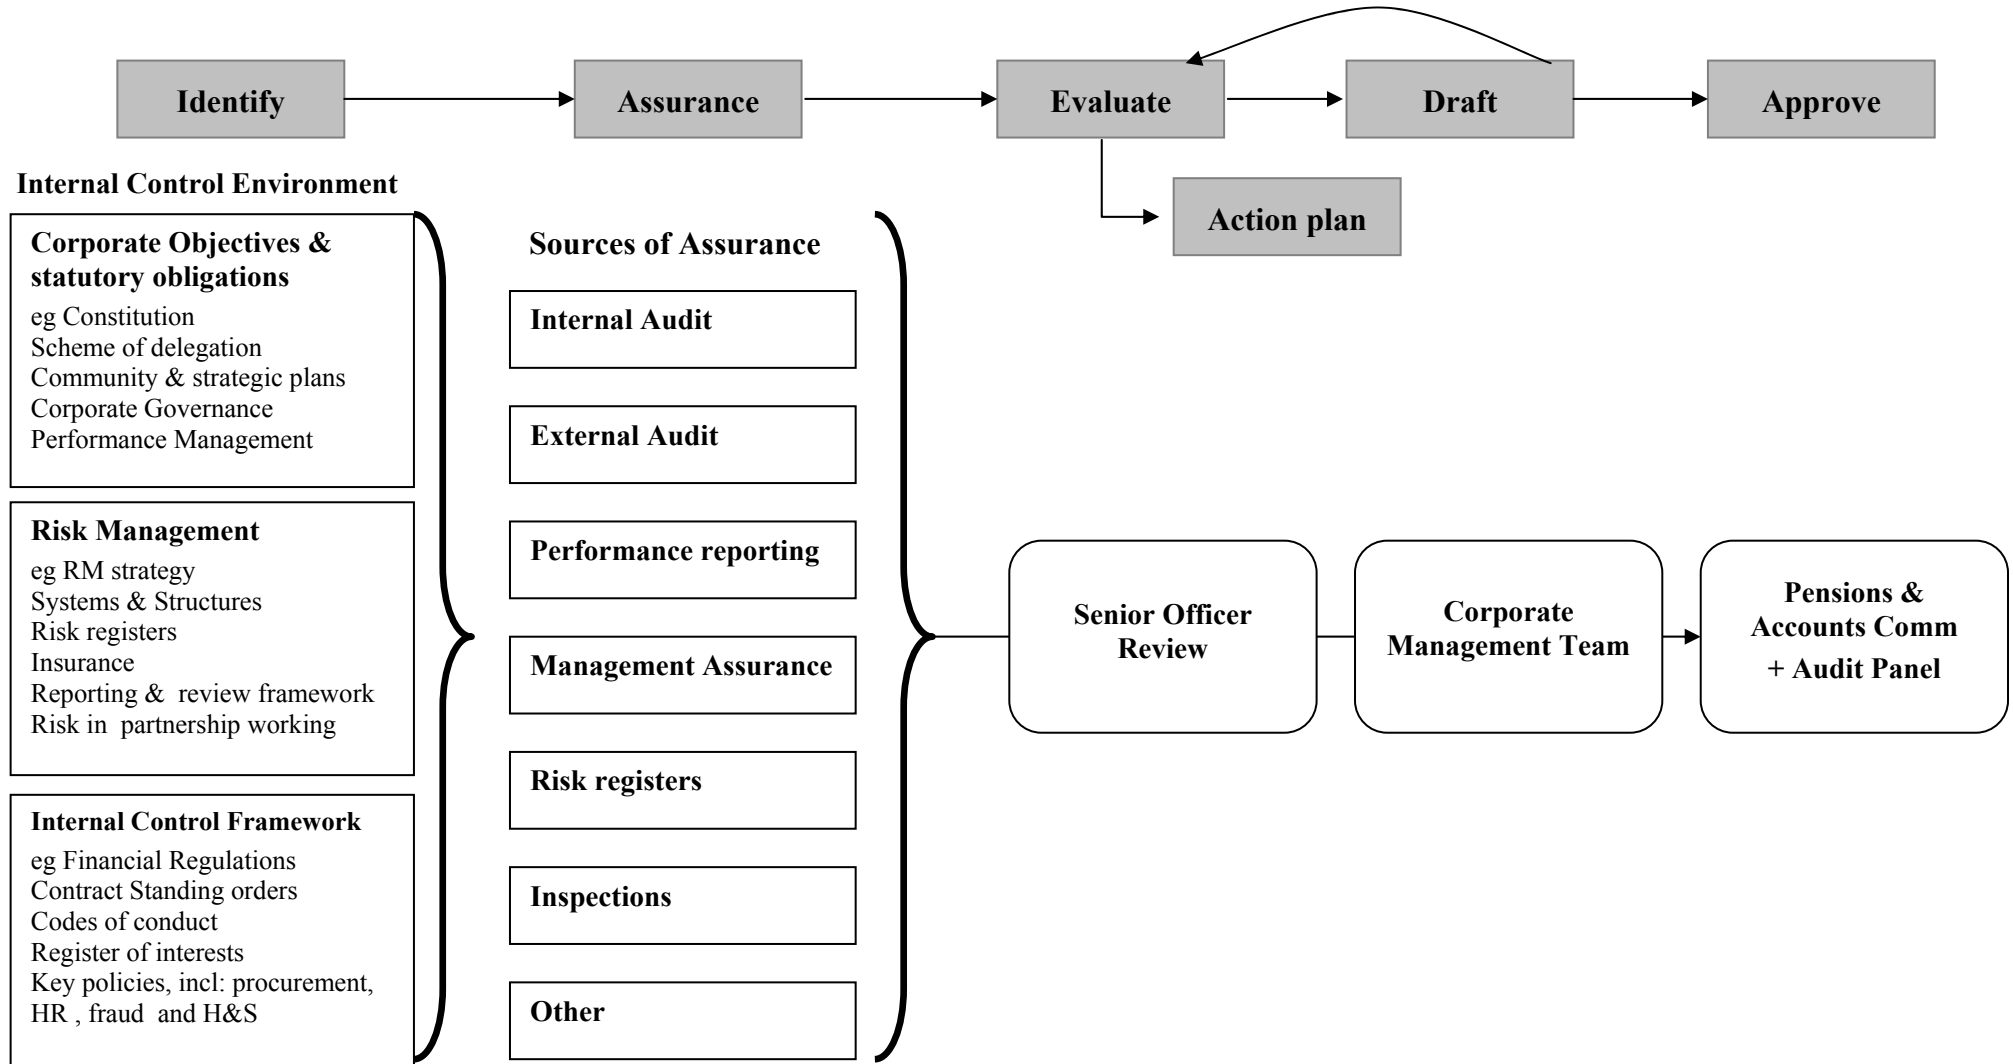 Identify
Assurance
Evaluate
Draft
Approve
Action plan
Internal Control Environment
Corporate Objectives &
statutory obligations
eg Constitution
Scheme of delegation
Community & strategic plans
Corporate Governance
Performance Management
Risk Management
eg RM strategy
Systems & Structures
Risk registers
Insurance
Reporting &  review framework
Risk in  partnership working
Internal Control Framework
eg Financial Regulations
Contract Standing orders
Codes of conduct
Register of interests
Key policies, incl: procurement,
HR , fraud  and H&S
Sources of Assurance
Internal Audit
External Audit
Performance reporting
Management Assurance
Risk registers
Inspections
Other
Senior Officer
Review
Corporate
Management Team
Pensions &
Accounts Comm
+ Audit Panel